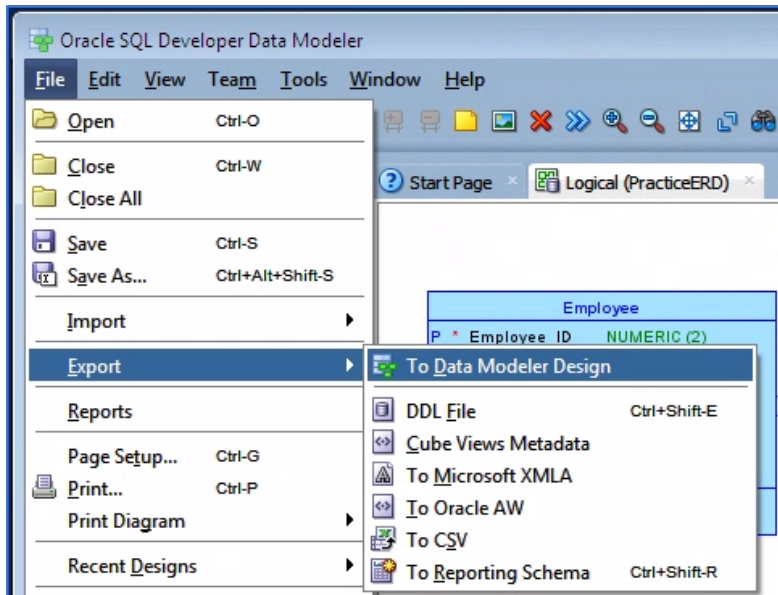 Oracle SQL Developer Data Modeler
File Edit View Team Tools Window Help
Open Ctrl-O
Close Ctrl-W
Close All
Save Ctrl-S
Save As... Ctrl+Alt+Shift-S
Import
Export
Reports
Page Setup... Ctrl-G
Print... Ctrl-P
Print Diagram
Recent Designs
Start Page Logical (PracticeERD)
Employee
P * Employee ID NUMERIC (2)
To Data Modeler Design
DDL File Ctrl+Shift-E
Cube Views Metadata
To Microsoft XMLA
To Oracle AW
To CSV
To Reporting Schema Ctrl+Shift-R